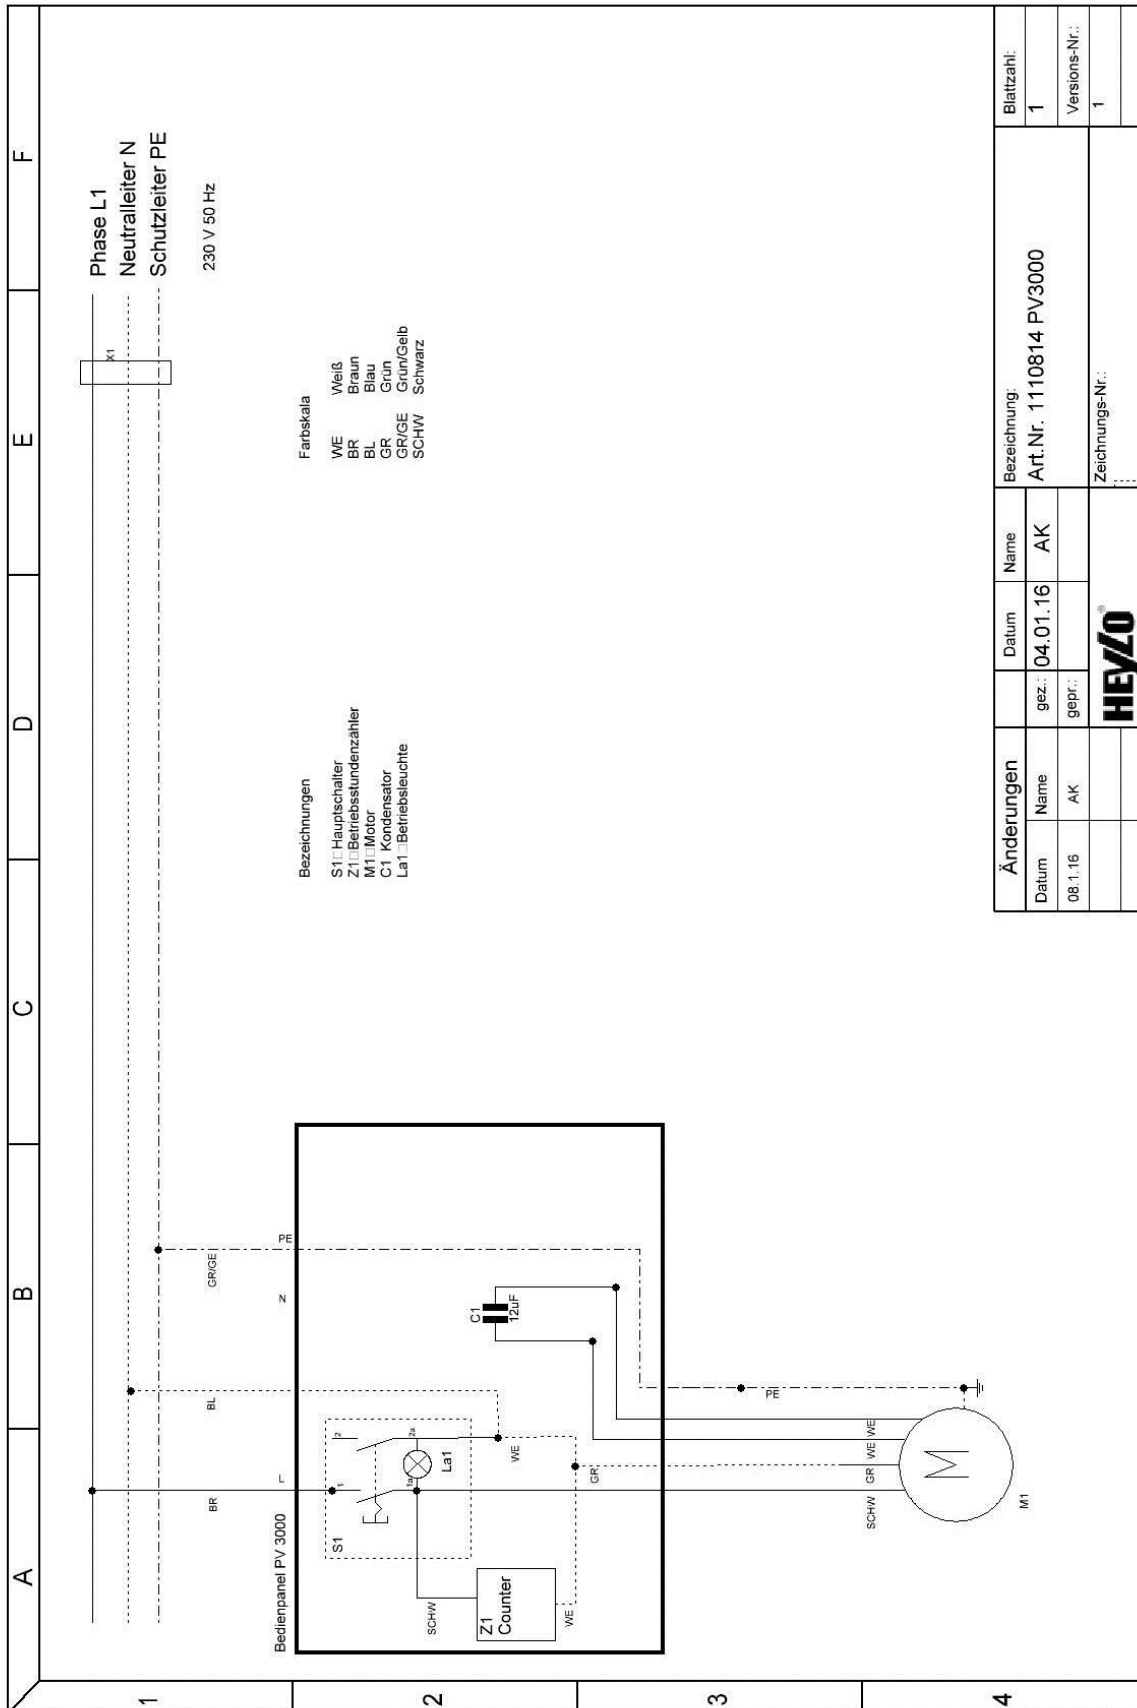 A
B
C
D
E
F
1
2
3
4
Phase L1
Neutralleiter N
Schutzleiter PE
230 V 50 Hz
X1
BR
BL
GR/GE
Bedienpanel PV 3000
L
N
PE
S1
1
2
1a
2a
La1
SCHW
Z1
Counter
WE
WE
GR
C1
12uF
PE
SCHW
GR
WE
WE
M
M1
Bezeichnungen
S1□Hauptschalter
Z1□Betriebsstundenzähler
M1□Motor
C1 Kondensator
La1□Betriebsleuchte
Farbskala
WE Weiß
BR Braun
BL Blau
GR Grün
GR/GE Grün/Gelb
SCHW Schwarz
Änderungen
Datum Name
08.1.16 AK
Datum Name
gez.: 04.01.16 AK
gepr.:
HEYLO®
Bezeichnung:
Art.Nr. 1110814 PV3000
Zeichnungs-Nr.:
Blattzahl:
1
Versions-Nr.:
1